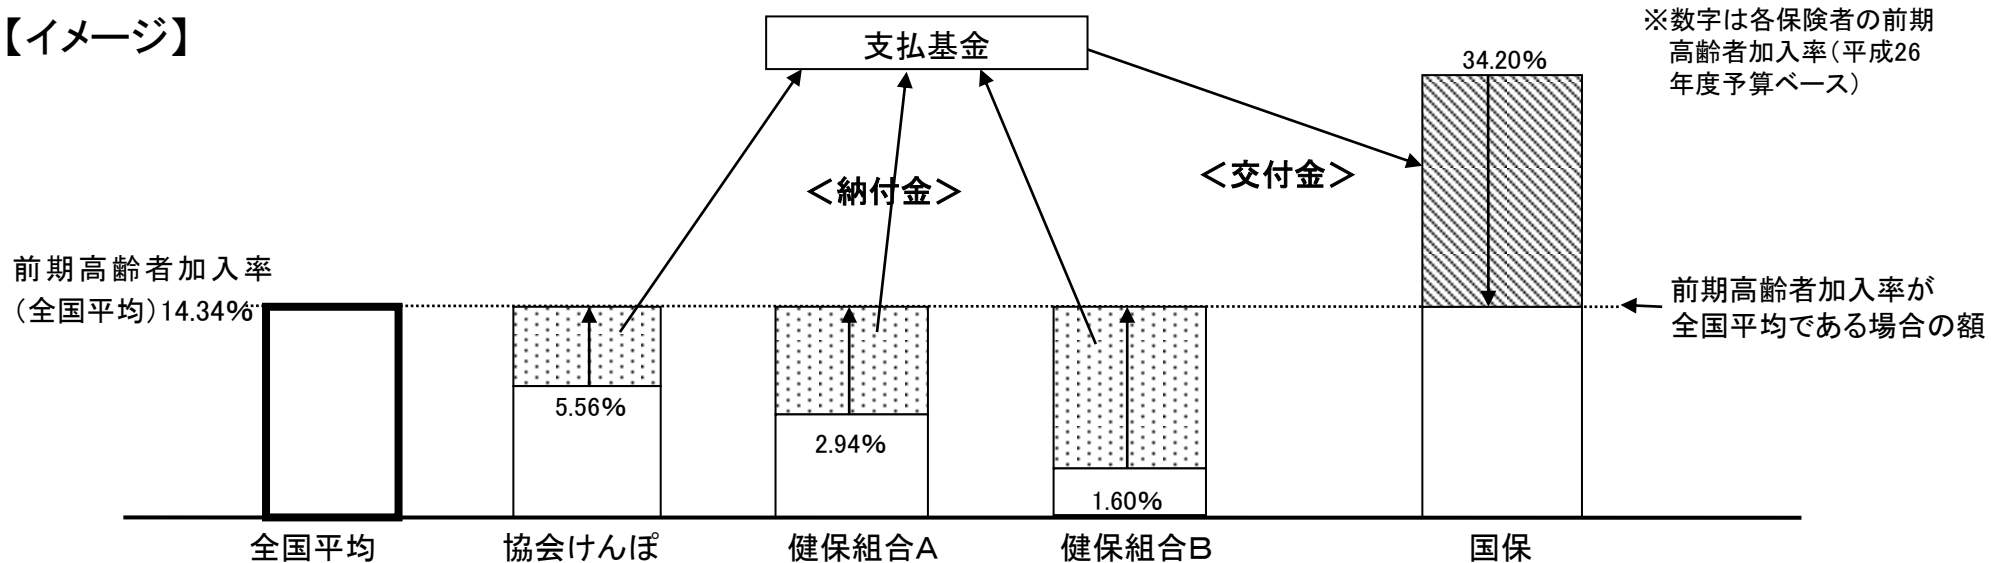 【イメージ】
支払基金
※数字は各保険者の前期
高齢者加入率(平成26
年度予算ベース)
34.20%
<納付金>
<交付金>
前期高齢者加入率
(全国平均)14.34%
前期高齢者加入率が
全国平均である場合の額
5.56%
2.94%
1.60%
全国平均
協会けんぽ
健保組合A
健保組合B
国保